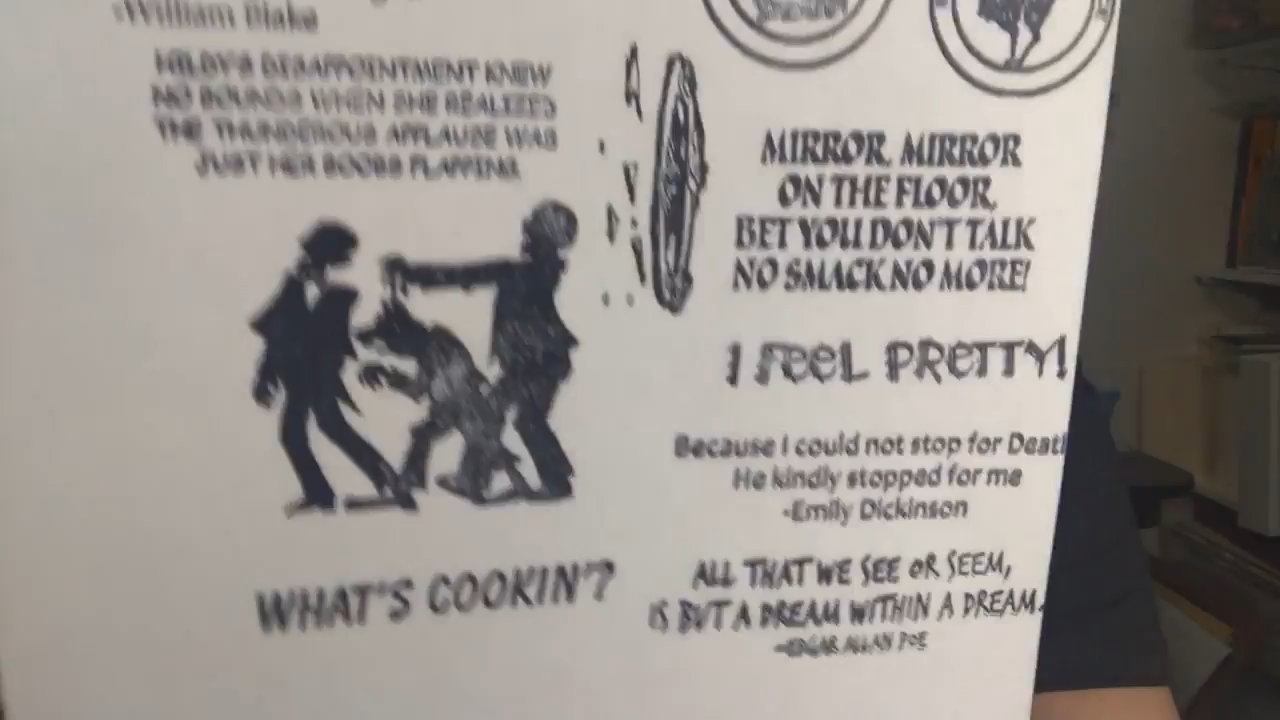 -William Blake
HILDY'S DISAPPOINTMENT KNEW
NO BOUNDS WHEN SHE REALIZED
THE THUNDEROUS APPLAUSE WAS
JUST HER BOOBS FLAPPING.
MIRROR, MIRROR
ON THE FLOOR,
BET YOU DON'T TALK
NO SMACK NO MORE!
I FEEL PRETTY!
Because I could not stop for Death
He kindly stopped for me
-Emily Dickinson
WHAT'S COOKIN'?
ALL THAT WE SEE OR SEEM,
IS BUT A DREAM WITHIN A DREAM.
-EDGAR ALLAN POE